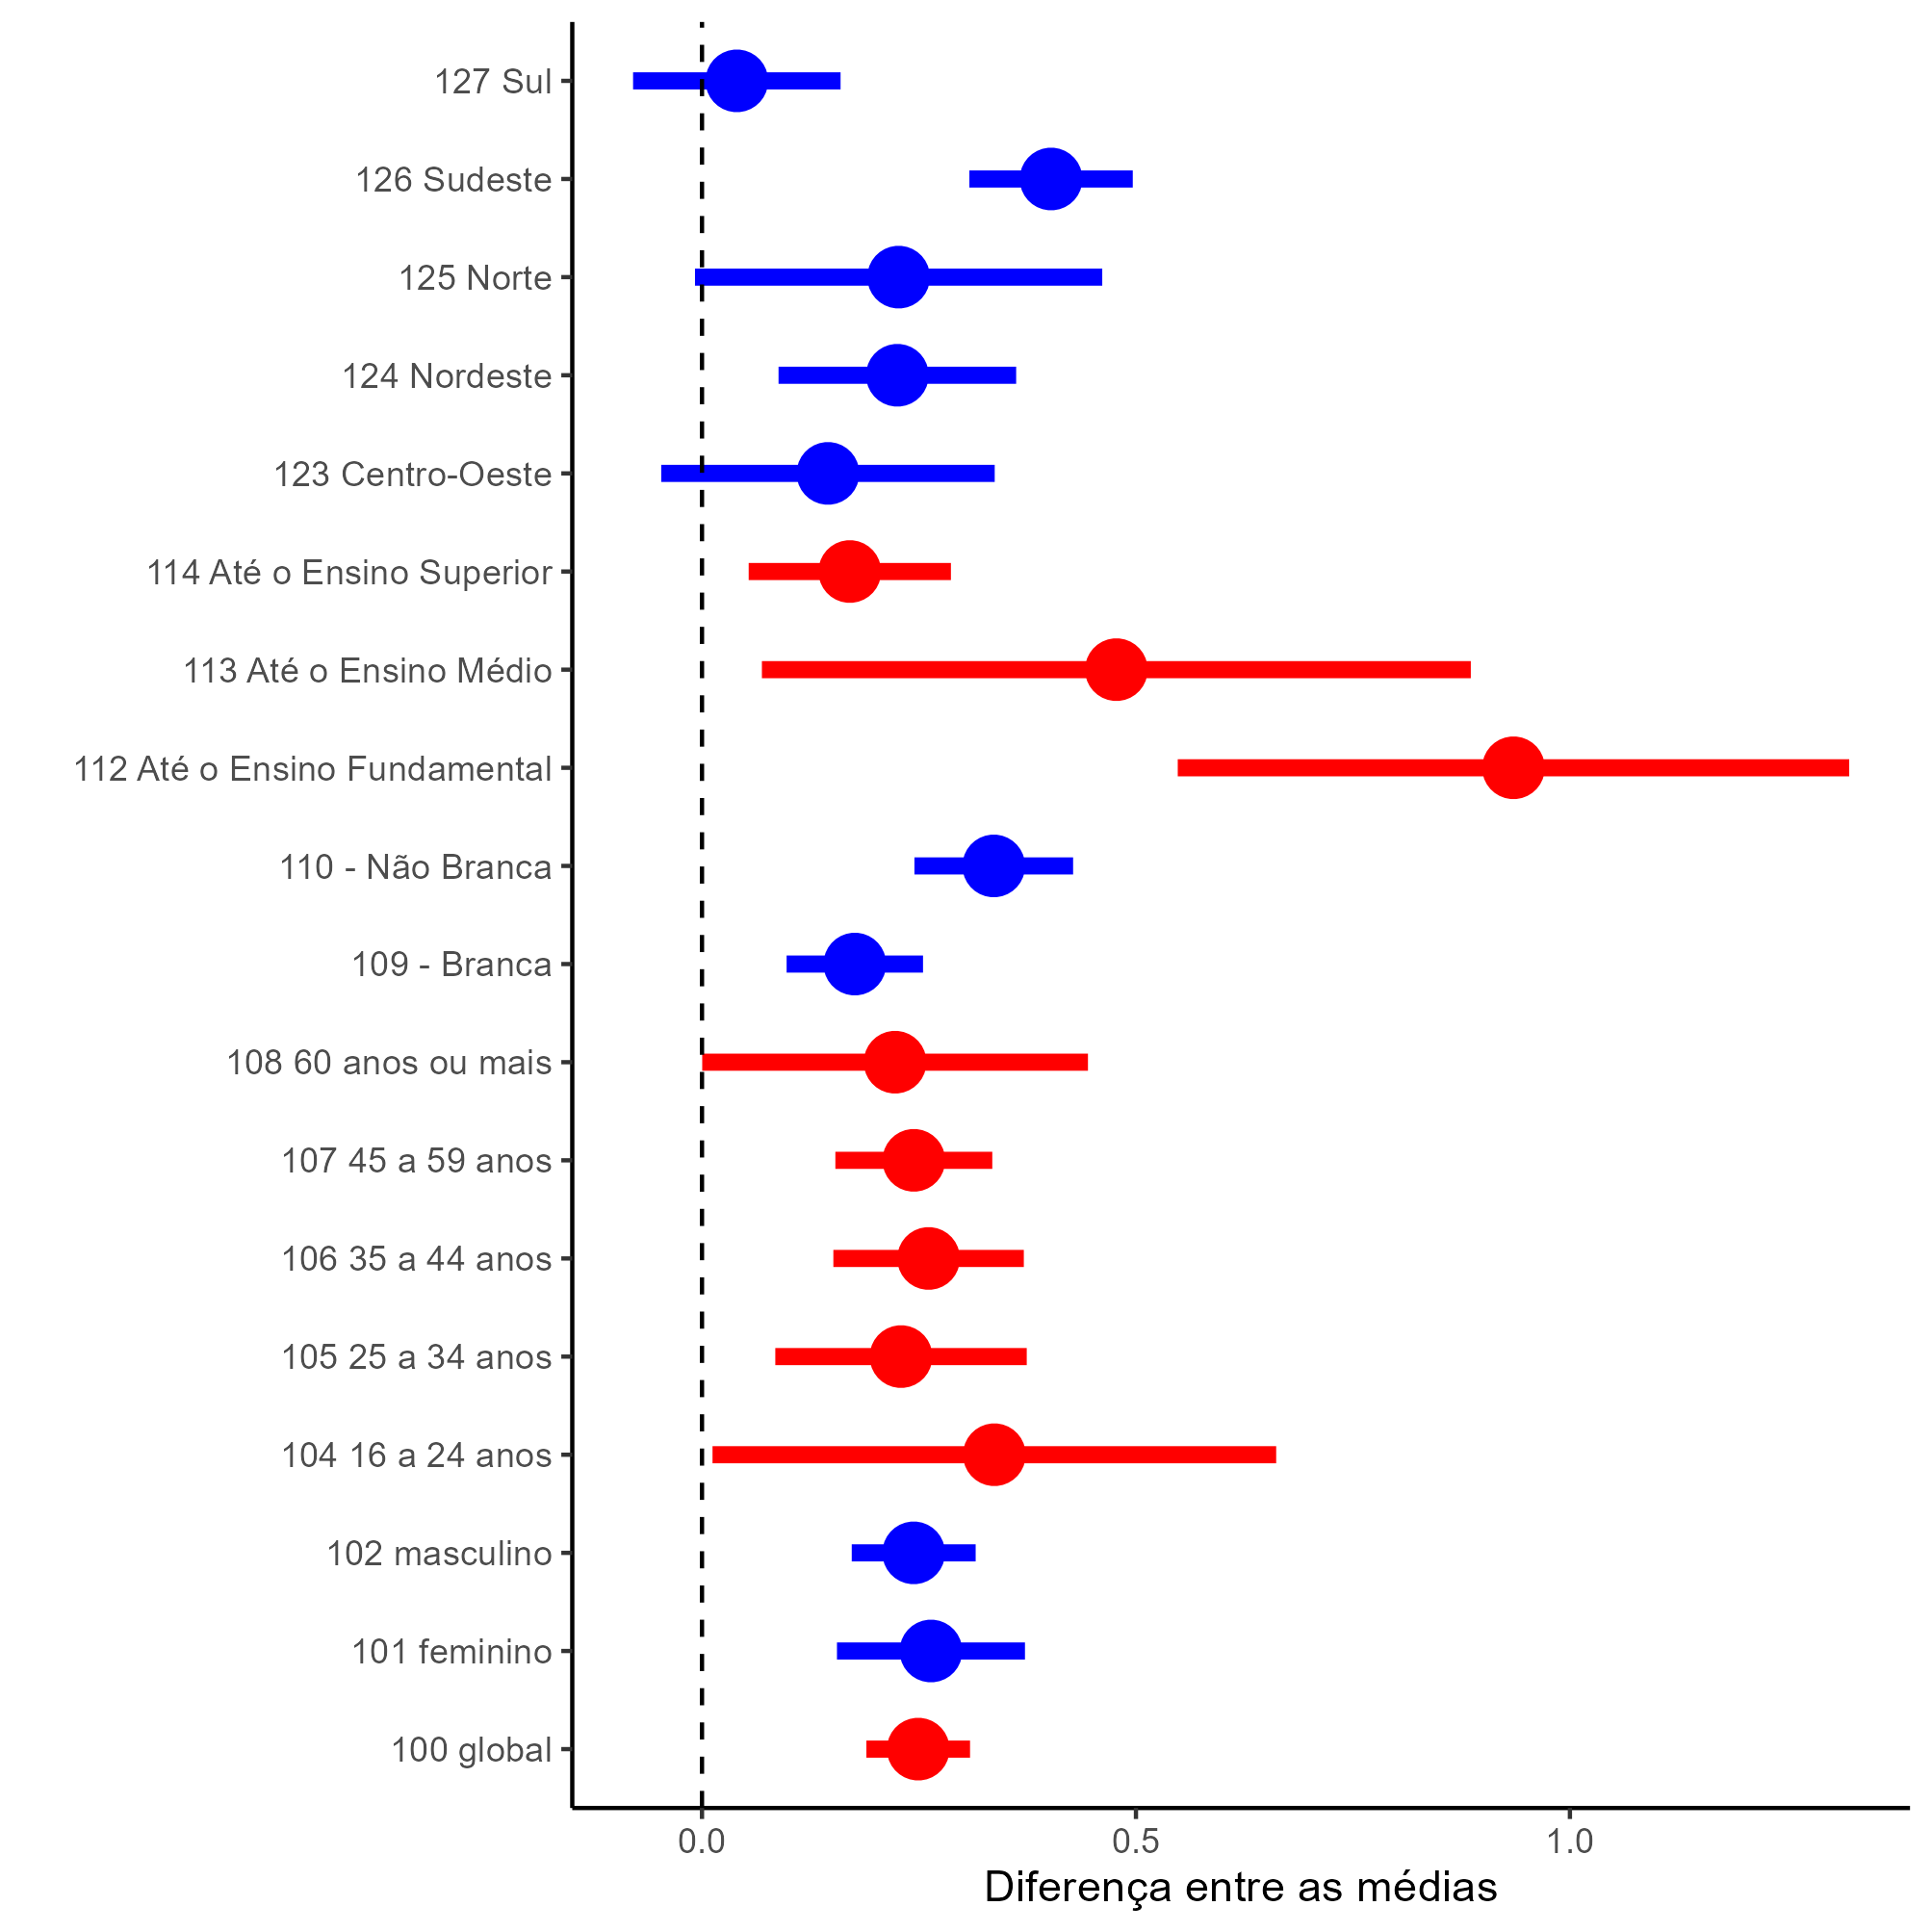 127 Sul
126 Sudeste
125 Norte
124 Nordeste
123 Centro-Oeste
114 Até o Ensino Superior
113 Até o Ensino Médio
112 Até o Ensino Fundamental
110 - Não Branca
109 - Branca
108 60 anos ou mais
107 45 a 59 anos
106 35 a 44 anos
105 25 a 34 anos
104 16 a 24 anos
102 masculino
101 feminino
100 global
0.0 0.5 1.0
Diferença entre as médias